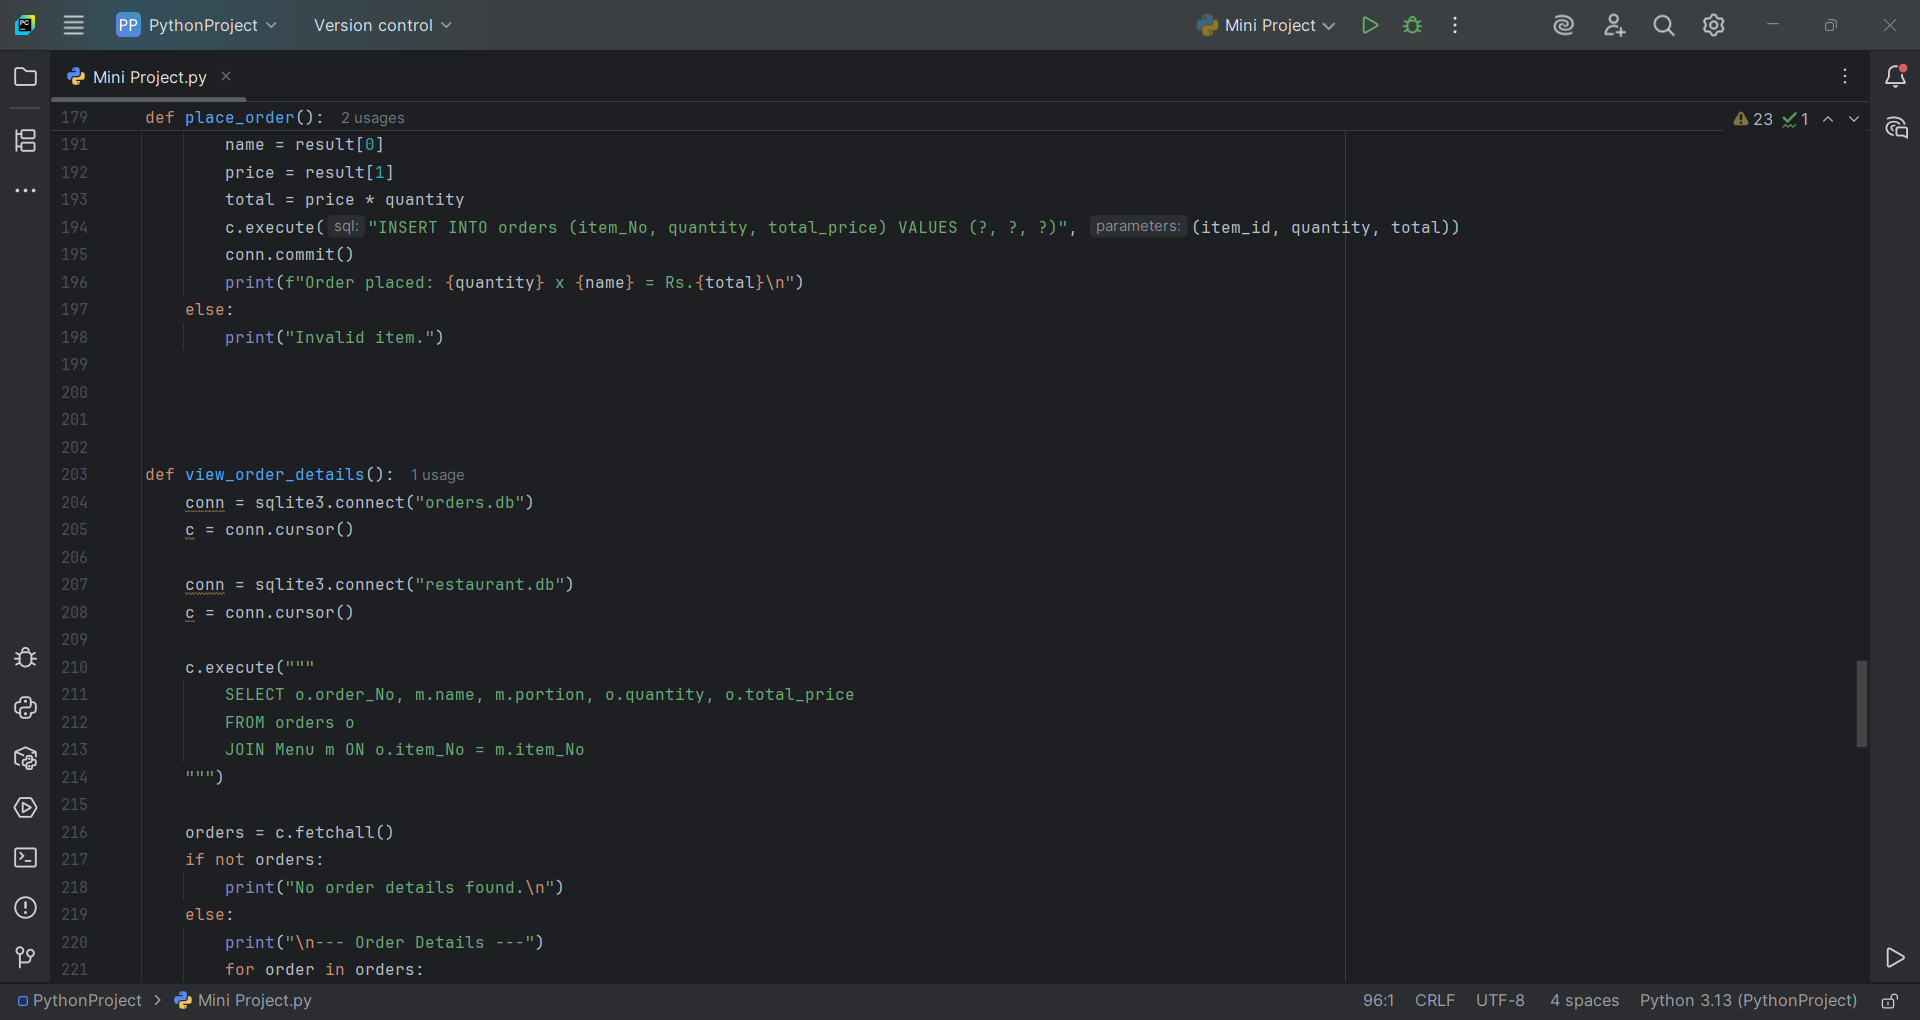 PP PythonProject Version control Mini Project
Mini Project.py
179 def place_order(): 2 usages 23 1
191 name = result[0]
192 price = result[1]
193 total = price * quantity
194 c.execute( sql: "INSERT INTO orders (item_No, quantity, total_price) VALUES (?, ?, ?)", parameters: (item_id, quantity, total))
195 conn.commit()
196 print(f"Order placed: {quantity} x {name} = Rs.{total}\n")
197 else:
198 print("Invalid item.")
199
200
201
202
203 def view_order_details(): 1 usage
204 conn = sqlite3.connect("orders.db")
205 c = conn.cursor()
206
207 conn = sqlite3.connect("restaurant.db")
208 c = conn.cursor()
209
210 c.execute("""
211 SELECT o.order_No, m.name, m.portion, o.quantity, o.total_price
212 FROM orders o
213 JOIN Menu m ON o.item_No = m.item_No
214 """)
215
216 orders = c.fetchall()
217 if not orders:
218 print("No order details found.\n")
219 else:
220 print("\n--- Order Details ---")
221 for order in orders:
PythonProject > Mini Project.py 96:1 CRLF UTF-8 4 spaces Python 3.13 (PythonProject)